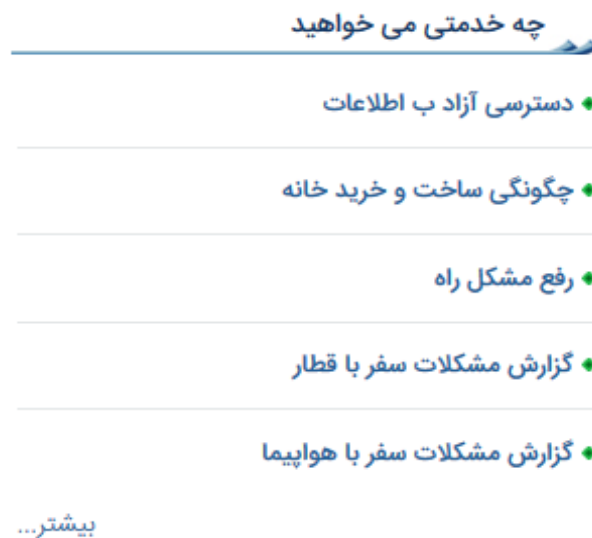 چه خدمتی می خواهید
دسترسی آزاد ب اطلاعات
چگونگی ساخت و خرید خانه
رفع مشکل راه
گزارش مشکلات سفر با قطار
گزارش مشکلات سفر با هواپیما
بیشتر...